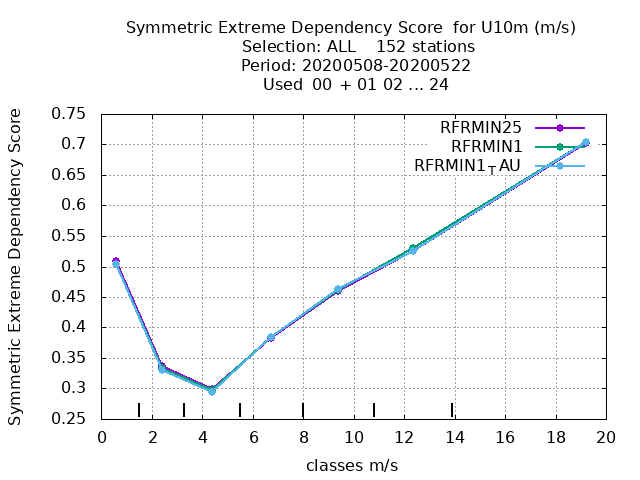 Symmetric Extreme Dependency Score for U10m (m/s)
Selection: ALL 152 stations
Period: 20200508-20200522
Used 00 + 01 02 ... 24
Symmetric Extreme Dependency Score
0.75
0.7
0.65
0.6
0.55
0.5
0.45
0.4
0.35
0.3
0.25
RFRMIN25
RFRMIN1
RFRMIN1TAU
0 2 4 6 8 10 12 14 16 18 20
classes m/s